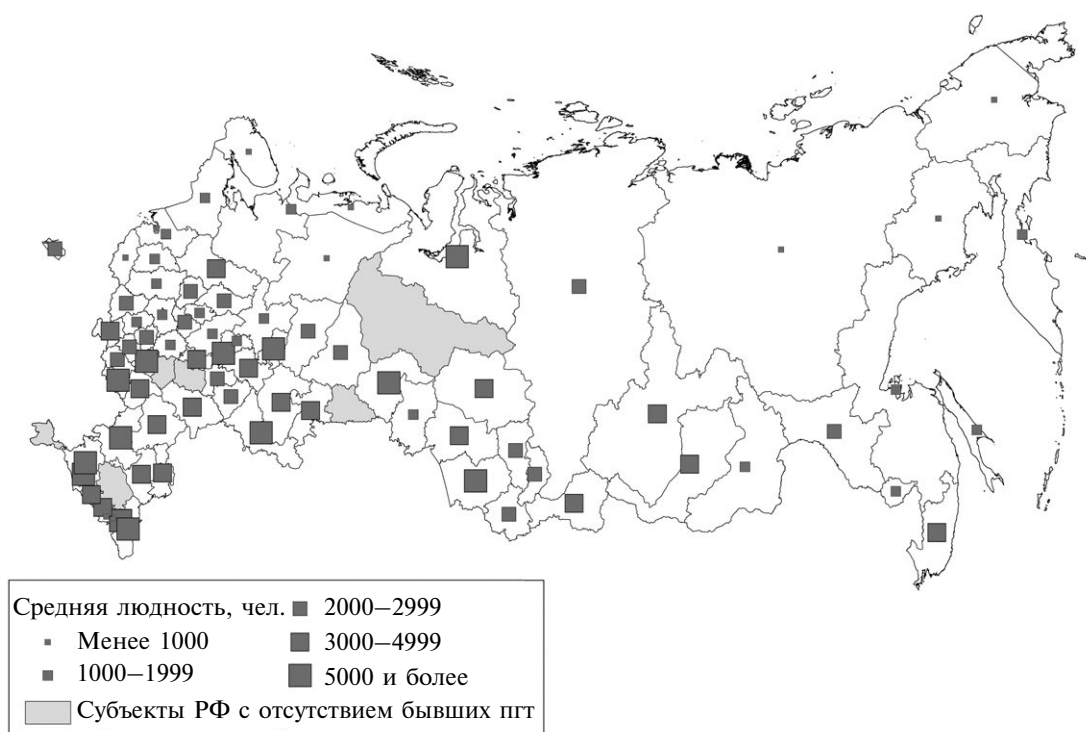 Средняя людность, чел.
Менее 1000
1000–1999
2000–2999
3000–4999
5000 и более
Субъекты РФ с отсутствием бывших пгт